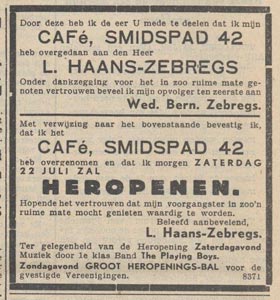 Door deze heb ik de eer U mede te deelen dat ik mijn
CAFé, SMIDSPAD 42
heb overgedaan aan den Heer
L. HAANS-ZEBREGS
Onder dankzegging voor het in zoo ruime mate ge-
noten vertrouwen beveel ik mijn opvolger ten zeerste aan
Wed. Bern. Zebregs.
Met verwijzing naar het bovenstaande bevestig ik,
dat ik het
CAFé, SMIDSPAD 42
heb overgenomen en dat ik morgen ZATERDAG
22 JULI ZAL
HEROPENEN.
Hopende het vertrouwen dat mijn voorgangster in zoo'n
ruime mate mocht genieten waardig te worden.
Beleefd aanbevelend,
L. Haans-Zebregs.
Ter gelegenheid van de Heropening Zaterdagavond
Muziek door 1e klas Band The Playing Boys.
Zondagavond GROOT HEROPENINGS-BAL voor de
gvestigde Vereenigingen. 8371